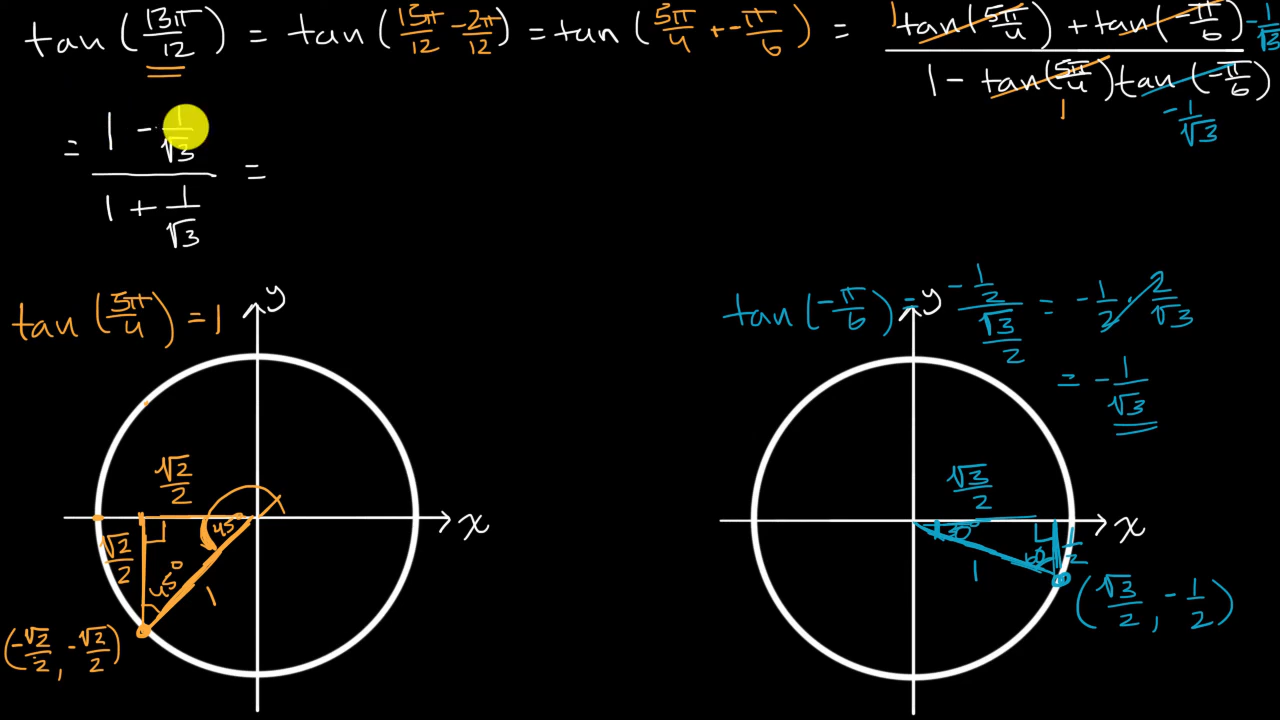 tan(13π/12) = tan(15π/12 - 2π/12) = tan(5π/4 + -π/6) = (tan(5π/4) + tan(-π/6)) / (1 - tan(5π/4)tan(-π/6))
1 -1/√3
1 -1/√3
= (1 - 1/√3) / (1 + 1/√3) =
tan(5π/4) = 1
y
tan(-π/6) = (-1/2)/(√3/2) = -1/2 · 2/√3
y
= -1/√3
√2/2
45
x
√2/2
45°
1
(-√2/2, -√2/2)
√3/2
30°
x
60°
1/2
1
(√3/2, -1/2)